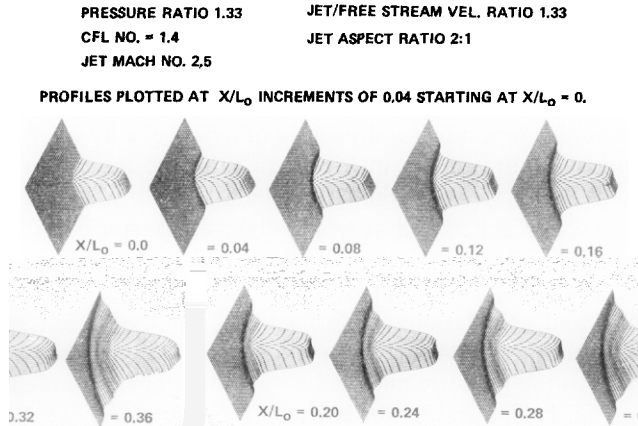 PRESSURE RATIO 1.33
JET/FREE STREAM VEL. RATIO 1.33
CFL NO. = 1.4
JET ASPECT RATIO 2:1
JET MACH NO. 2,5
PROFILES PLOTTED AT X/Lo INCREMENTS OF 0.04 STARTING AT X/Lo = 0.
X/Lo = 0.0
= 0.04
= 0.08
= 0.12
= 0.16
0.32
= 0.36
X/Lo = 0.20
= 0.24
= 0.28
=